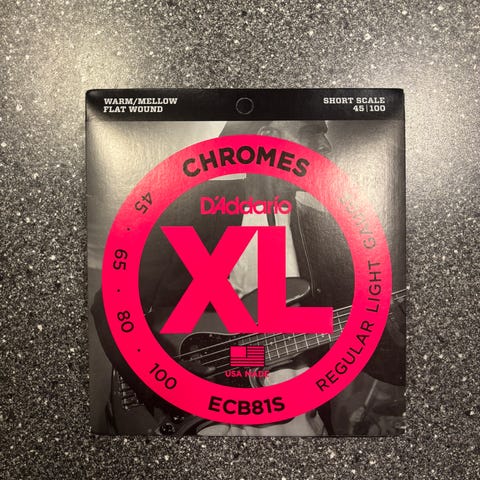 WARM/MELLOW
FLAT WOUND
SHORT SCALE
45 | 100
CHROMES
D'Addario
XL
USA MADE
45 · 65 · 80 · 100
ECB81S
REGULAR LIGHT